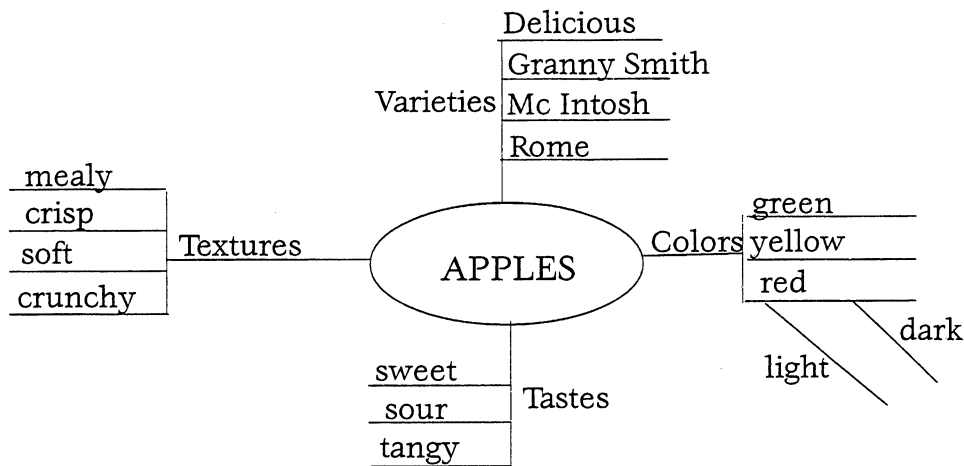 Delicious
Granny Smith
Varieties
Mc Intosh
Rome
mealy
crisp
soft
crunchy
Textures
APPLES
Colors
green
yellow
red
light
dark
sweet
sour
tangy
Tastes